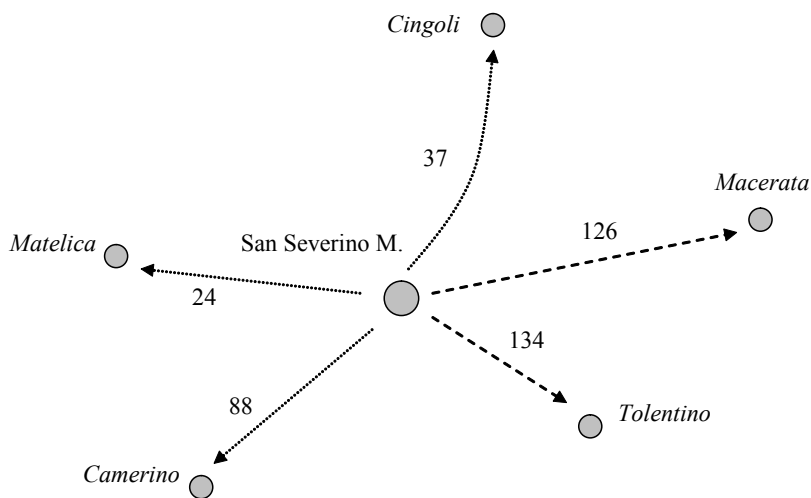 Cingoli
37
Macerata
Matelica
San Severino M.
126
24
134
88
Tolentino
Camerino